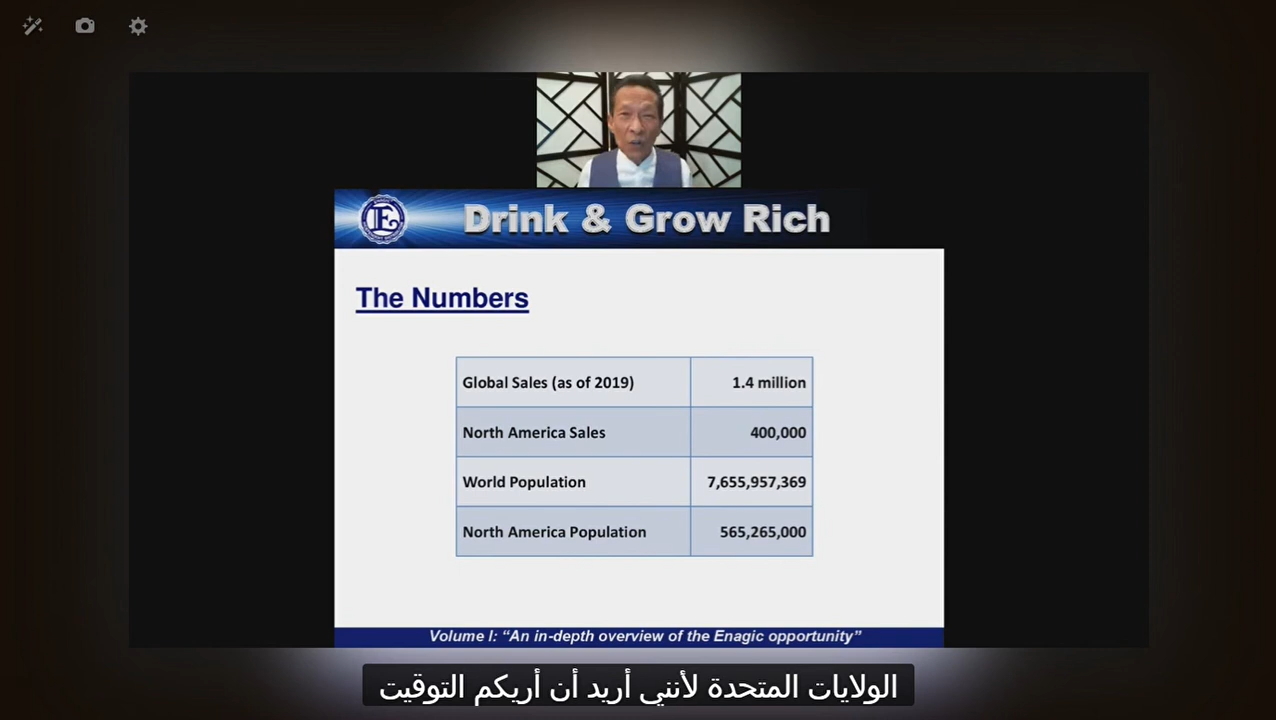 E
Drink & Grow Rich
The Numbers
Global Sales (as of 2019) 1.4 million
North America Sales 400,000
World Population 7,655,957,369
North America Population 565,265,000
Volume I: “An in-depth overview of the Enagic opportunity”
الولايات المتحدة لأنني أريد أن أريكم التوقيت